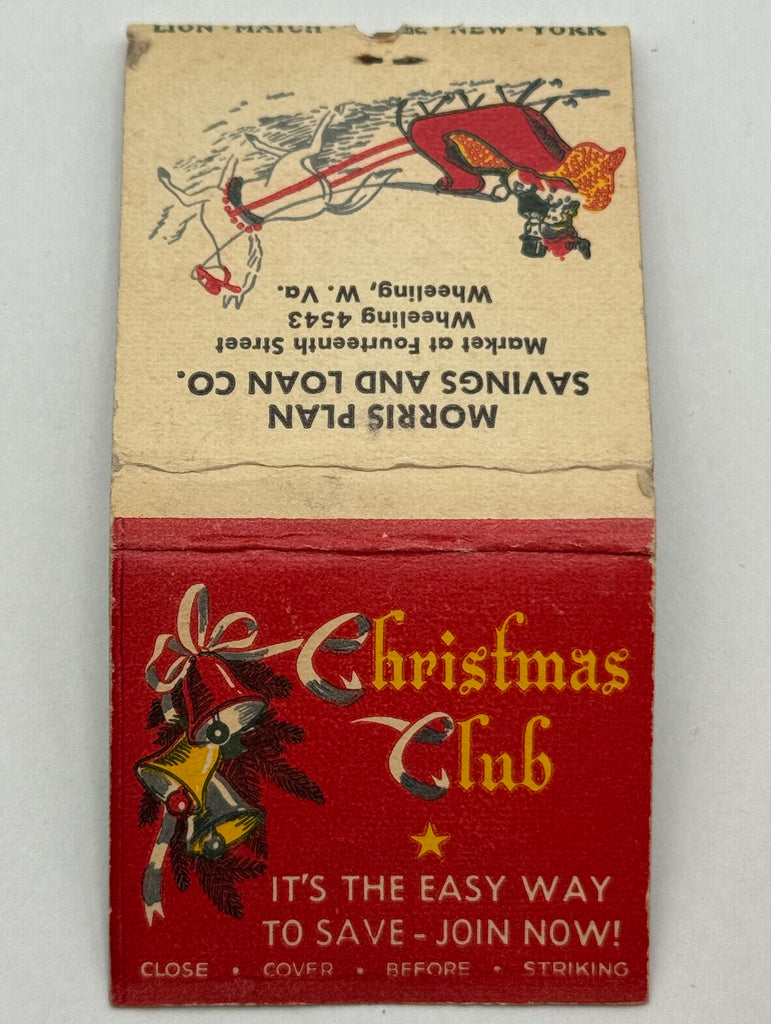 LION · MATCH · · NEW · YORK
MORRIS PLAN
SAVINGS AND LOAN CO.
Market at Fourteenth Street
Wheeling 4543
Wheeling, W. Va.
Christmas
Club
IT'S THE EASY WAY
TO SAVE - JOIN NOW!
CLOSE · COVER · BEFORE · STRIKING